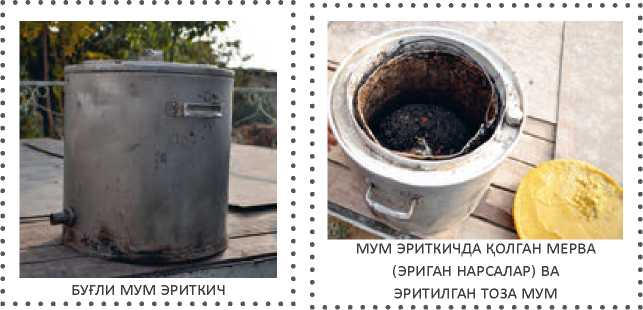 БУҒЛИ МУМ ЭРИТКИЧ
МУМ ЭРИТКИЧДА ҚОЛГАН МЕРВА
(ЭРИГАН НАРСАЛАР) ВА
ЭРИТИЛГАН ТОЗА МУМ